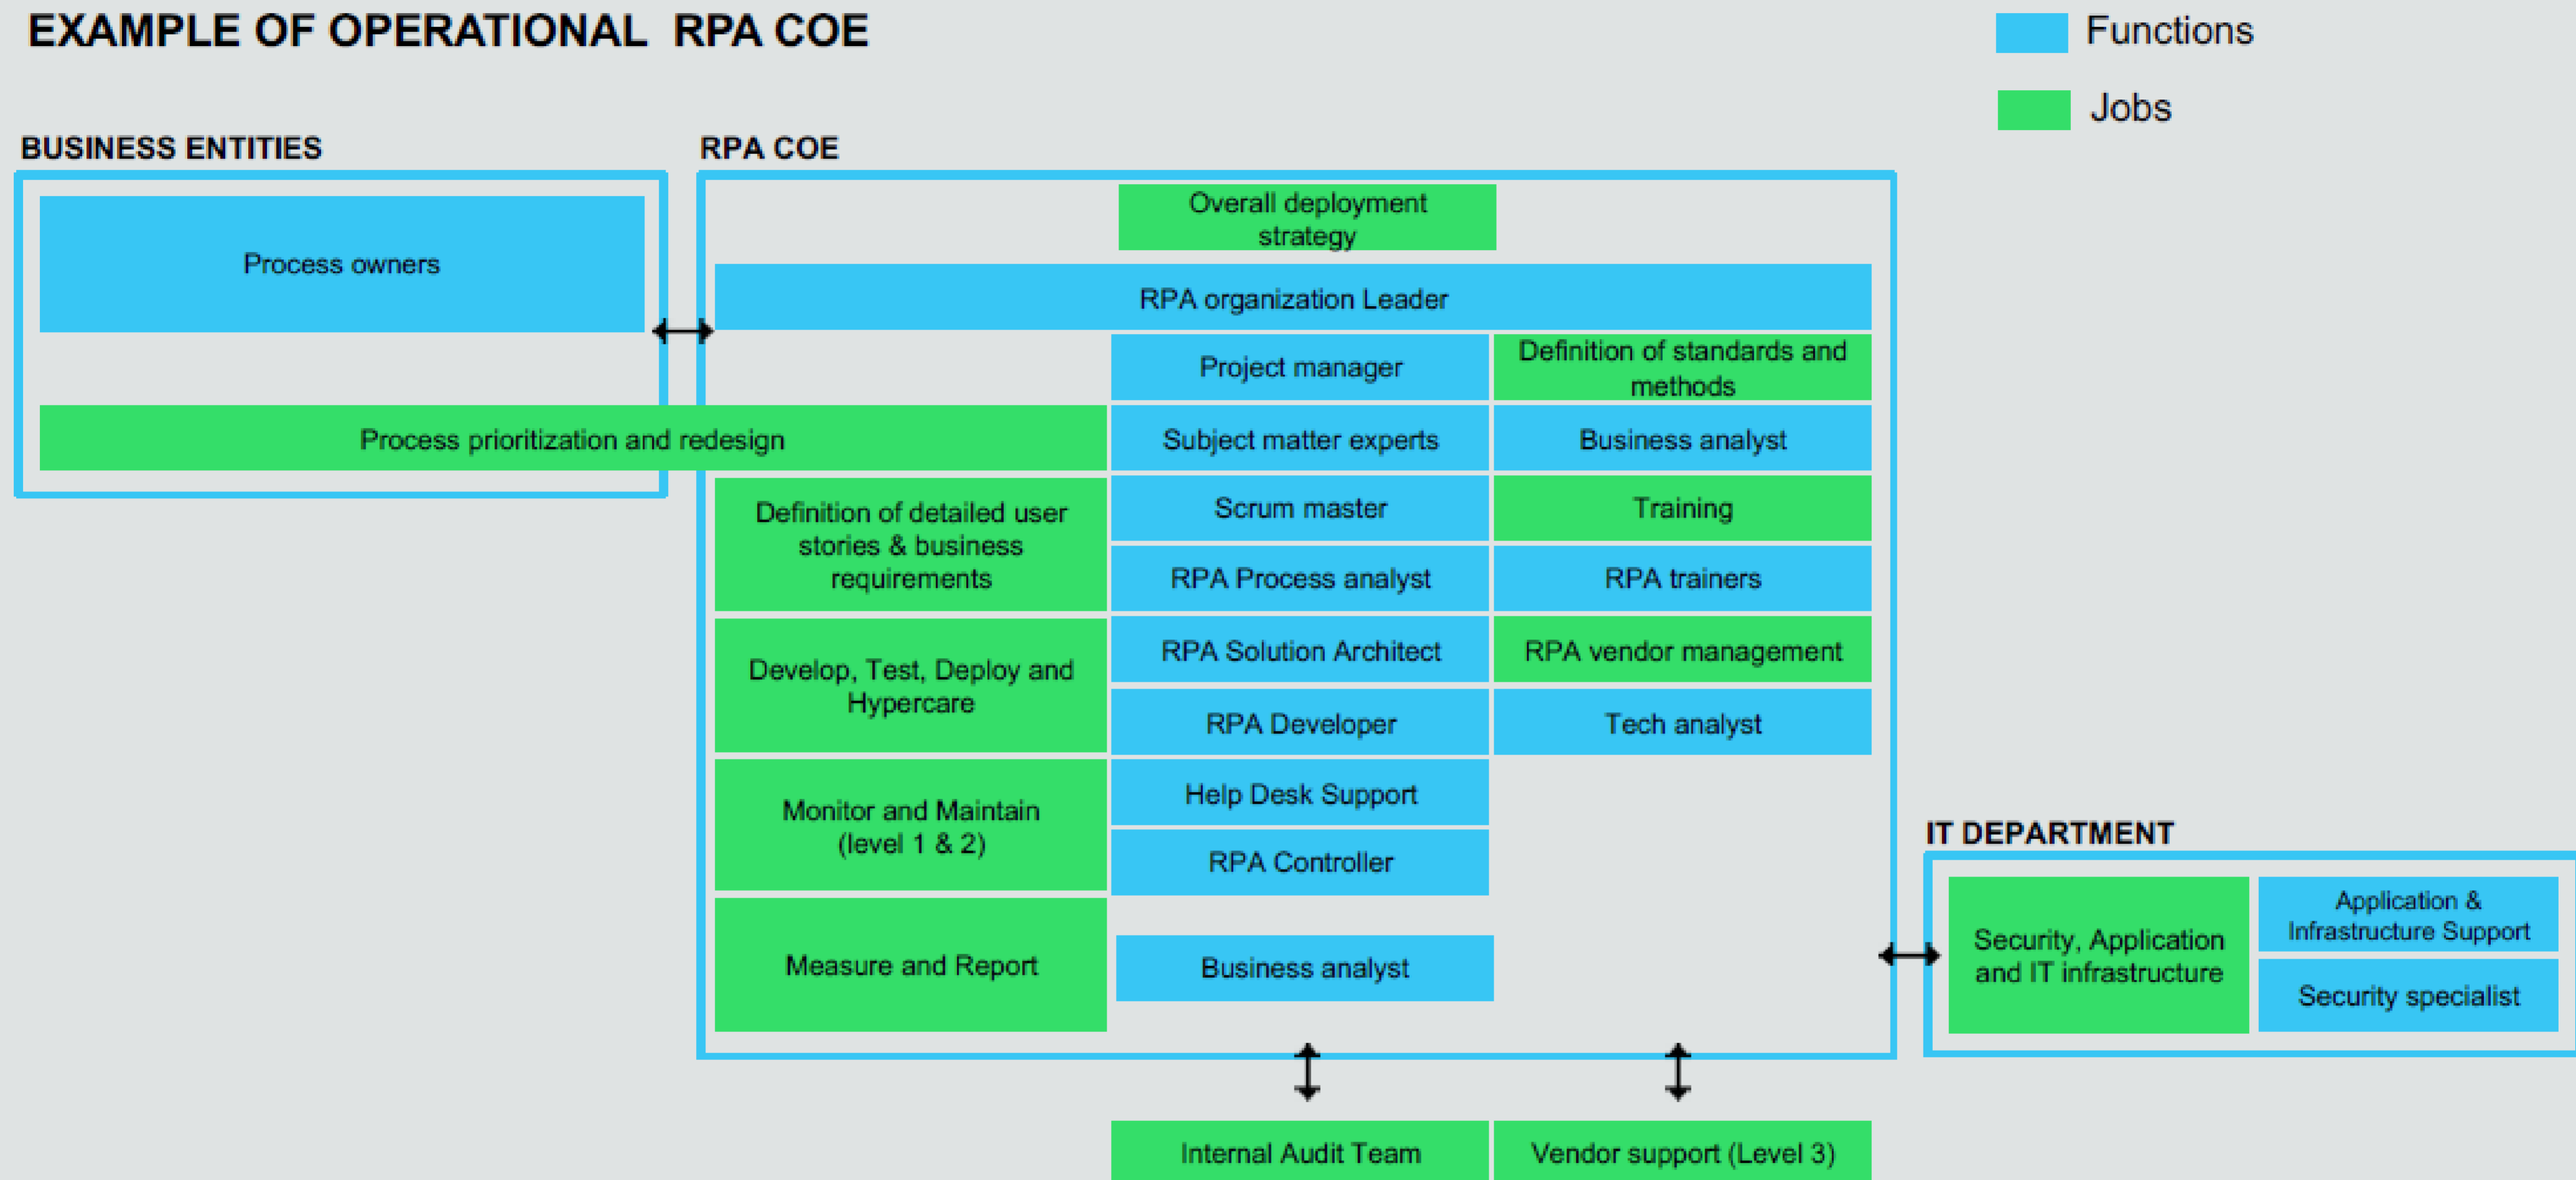 EXAMPLE OF OPERATIONAL RPA COE
Functions
Jobs
BUSINESS ENTITIES
Process owners
RPA COE
Overall deployment
strategy
RPA organization Leader
Project manager
Definition of standards and
methods
Process prioritization and redesign
Subject matter experts
Business analyst
Definition of detailed user
stories & business
requirements
Scrum master
Training
RPA Process analyst
RPA trainers
Develop, Test, Deploy and
Hypercare
RPA Solution Architect
RPA vendor management
RPA Developer
Tech analyst
Monitor and Maintain
(level 1 & 2)
Help Desk Support
RPA Controller
Measure and Report
Business analyst
IT DEPARTMENT
Security, Application
and IT infrastructure
Application &
Infrastructure Support
Security specialist
Internal Audit Team
Vendor support (Level 3)